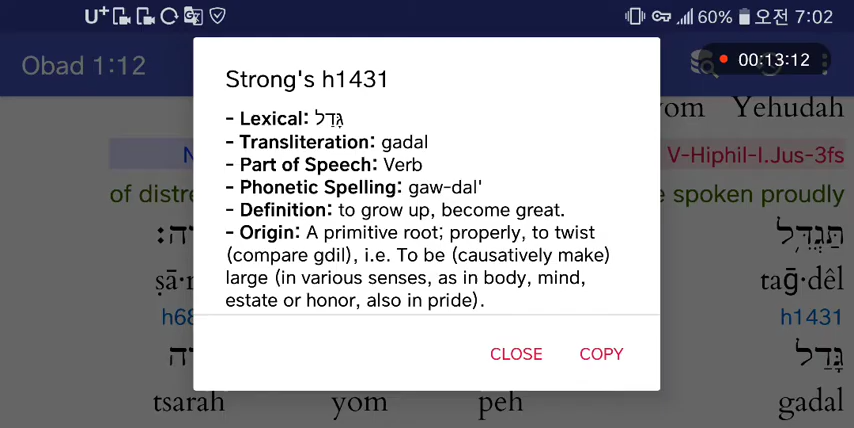 U+ 60% 오전 7:02
Obad 1:12 00:13:12
yom Yehudah
V-Hiphil-I.Jus-3fs
of distre spoken proudly
תַּגְדֵּ֥ל
ṣā·r taḡ·dêl
h68 h1431
גָּדַל
tsarah yom peh gadal
Strong's h1431
- Lexical: גָּדַל
- Transliteration: gadal
- Part of Speech: Verb
- Phonetic Spelling: gaw-dal'
- Definition: to grow up, become great.
- Origin: A primitive root; properly, to twist
(compare gdil), i.e. To be (causatively make)
large (in various senses, as in body, mind,
estate or honor, also in pride).
CLOSE COPY